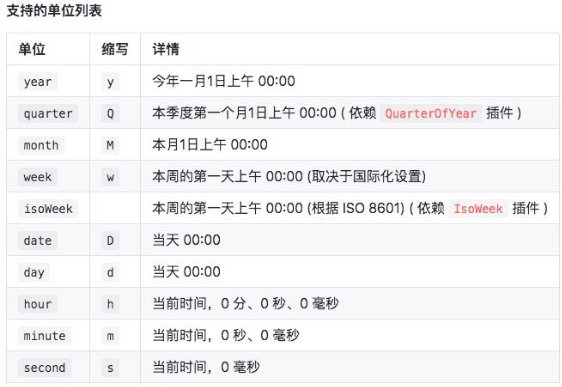 支持的单位列表
单位 缩写 详情
year y 今年一月1日上午 00:00
quarter Q 本季度第一个月1日上午 00:00 ( 依赖 QuarterOfYear 插件 )
month M 本月1日上午 00:00
week w 本周的第一天上午 00:00 (取决于国际化设置)
isoWeek 本周的第一天上午 00:00 (根据 ISO 8601) ( 依赖 IsoWeek 插件 )
date D 当天 00:00
day d 当天 00:00
hour h 当前时间，0 分、0 秒、0 毫秒
minute m 当前时间，0 秒、0 毫秒
second s 当前时间，0 毫秒